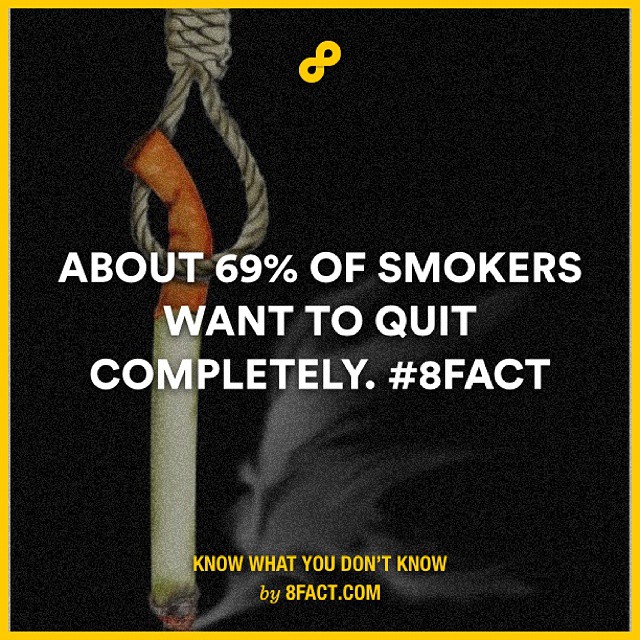 ABOUT 69% OF SMOKERS
WANT TO QUIT
COMPLETELY. #8FACT
KNOW WHAT YOU DON'T KNOW
by 8FACT.COM